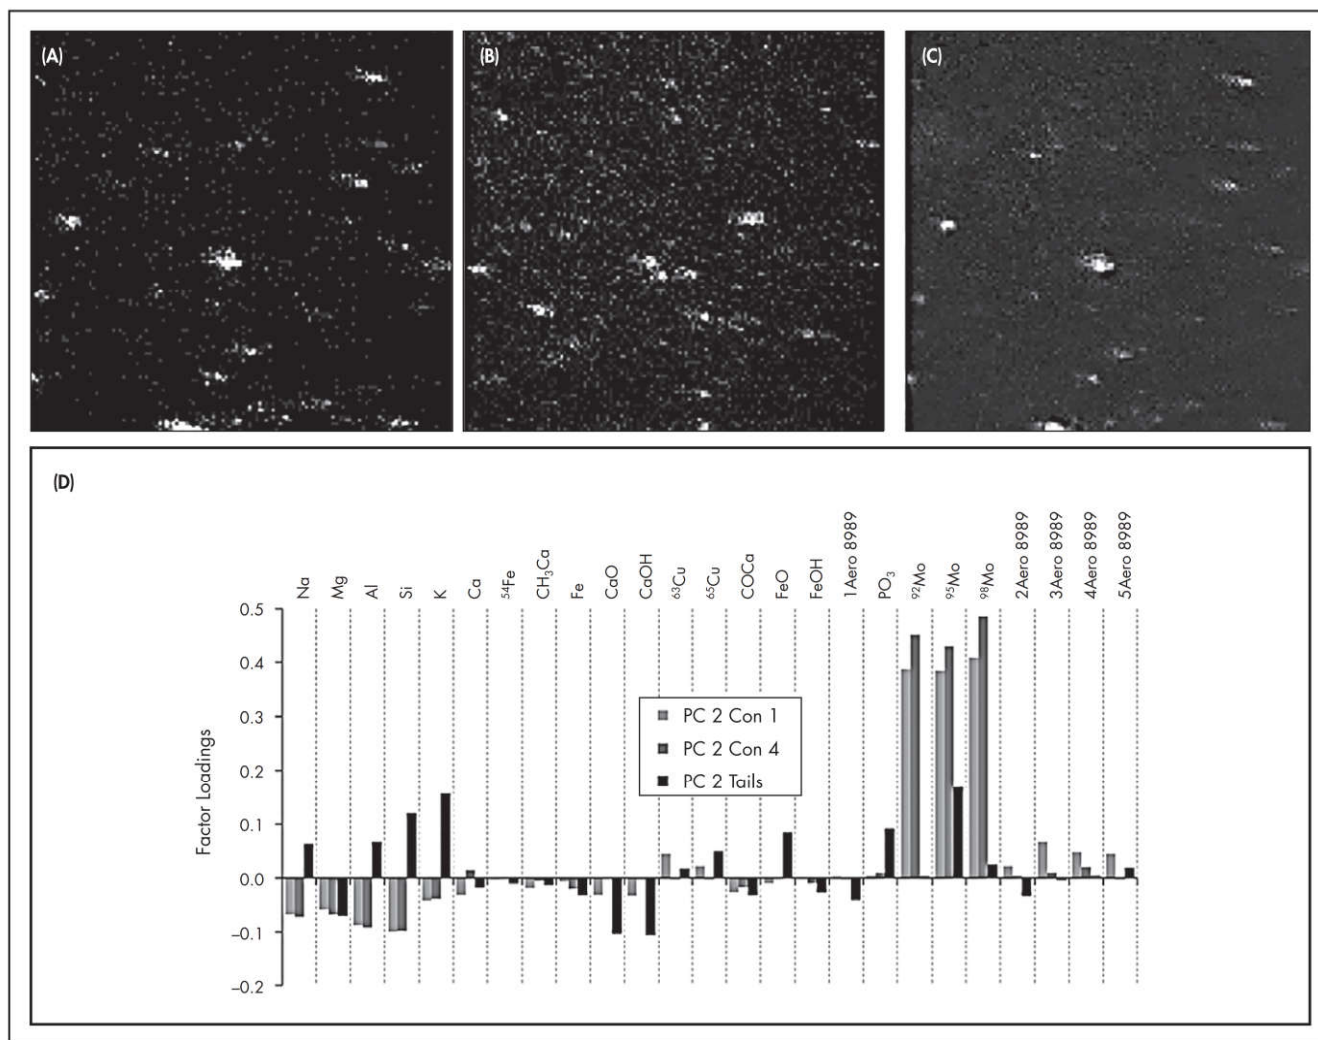 (A)
(B)
(C)
(D)
Na
Mg
Al
Si
K
Ca
⁵⁴Fe
CH₃Ca
Fe
CaO
CaOH
⁶³Cu
⁶⁵Cu
COCa
FeO
FeOH
1Aero 8989
PO₃
⁹²Mo
⁹⁵Mo
⁹⁸Mo
2Aero 8989
3Aero 8989
4Aero 8989
5Aero 8989
Factor Loadings
0.5
0.4
0.3
0.2
0.1
0.0
–0.1
–0.2
PC 2 Con 1
PC 2 Con 4
PC 2 Tails